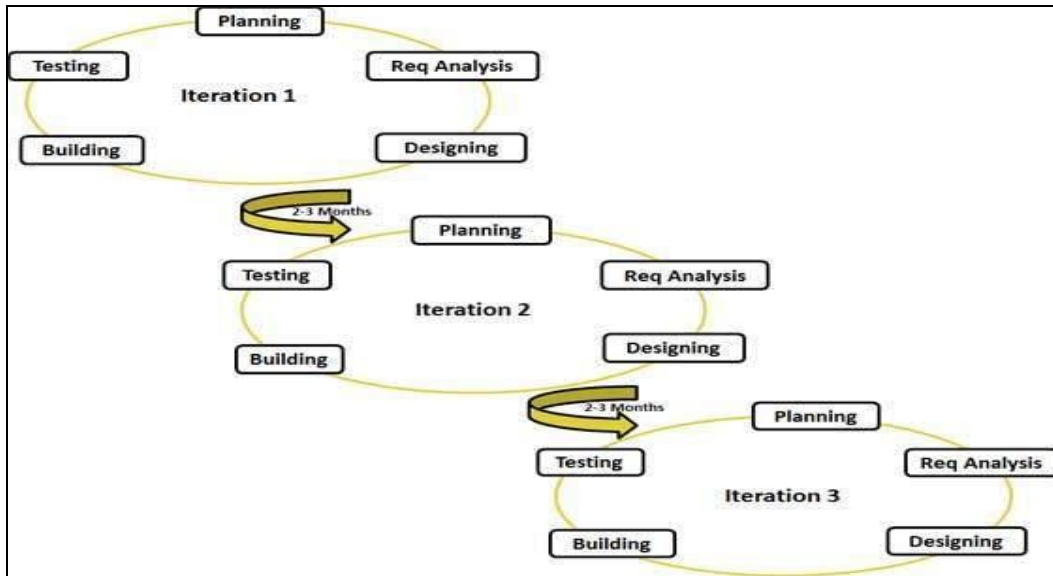 Planning
Testing
Req Analysis
Iteration 1
Building
Designing
2-3 Months
Planning
Testing
Req Analysis
Iteration 2
Building
Designing
2-3 Months
Planning
Testing
Req Analysis
Iteration 3
Building
Designing